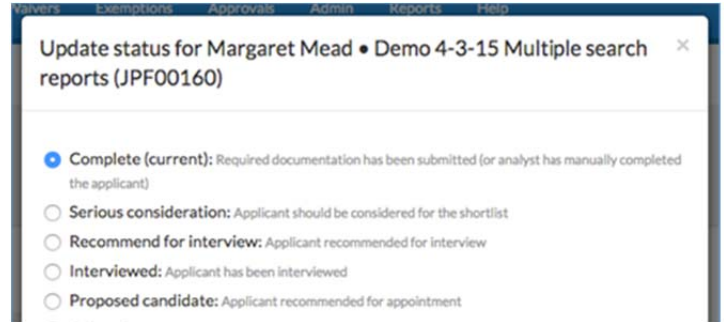 Waivers Exemptions Approvals Admin Reports Help
Update status for Margaret Mead • Demo 4-3-15 Multiple search ×
reports (JPF00160)
Complete (current): Required documentation has been submitted (or analyst has manually completed
the applicant)
Serious consideration: Applicant should be considered for the shortlist
Recommend for interview: Applicant recommended for interview
Interviewed: Applicant has been interviewed
Proposed candidate: Applicant recommended for appointment